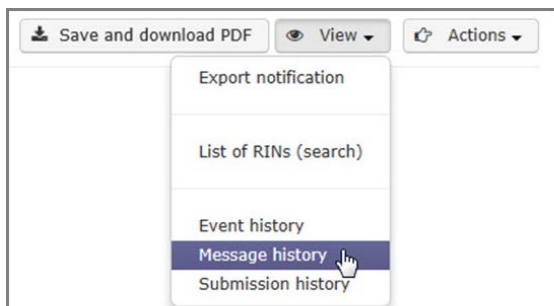 Save and download PDF View Actions
Export notification
List of RINs (search)
Event history
Message history
Submission history